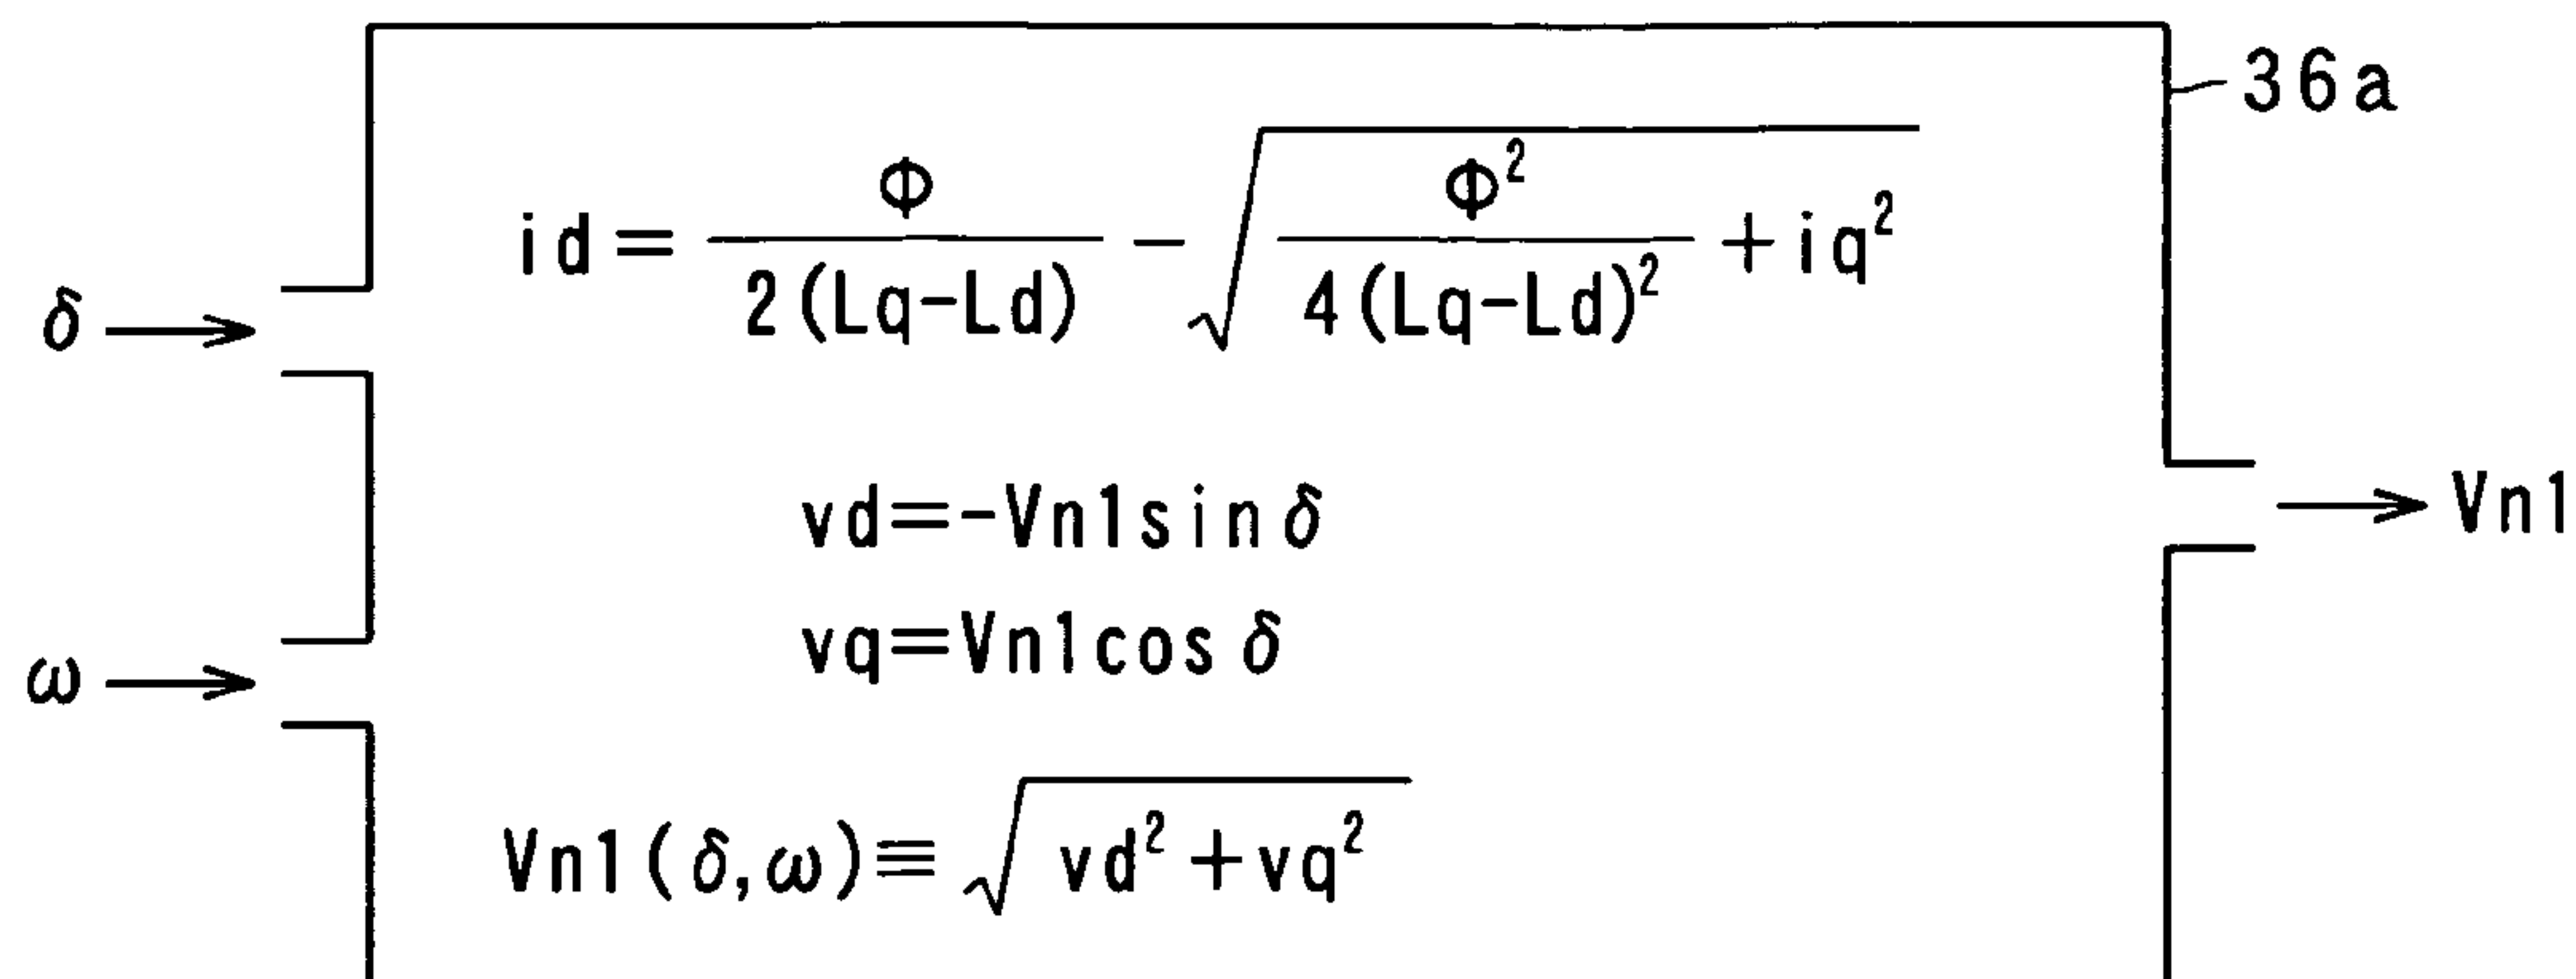 36a
id=Φ/2(Lq-Ld)-√(Φ²/4(Lq-Ld)²+iq²)
δ
vd=-Vn1sinδ
Vn1
vq=Vn1cosδ
ω
Vn1(δ,ω)≡√(vd²+vq²)